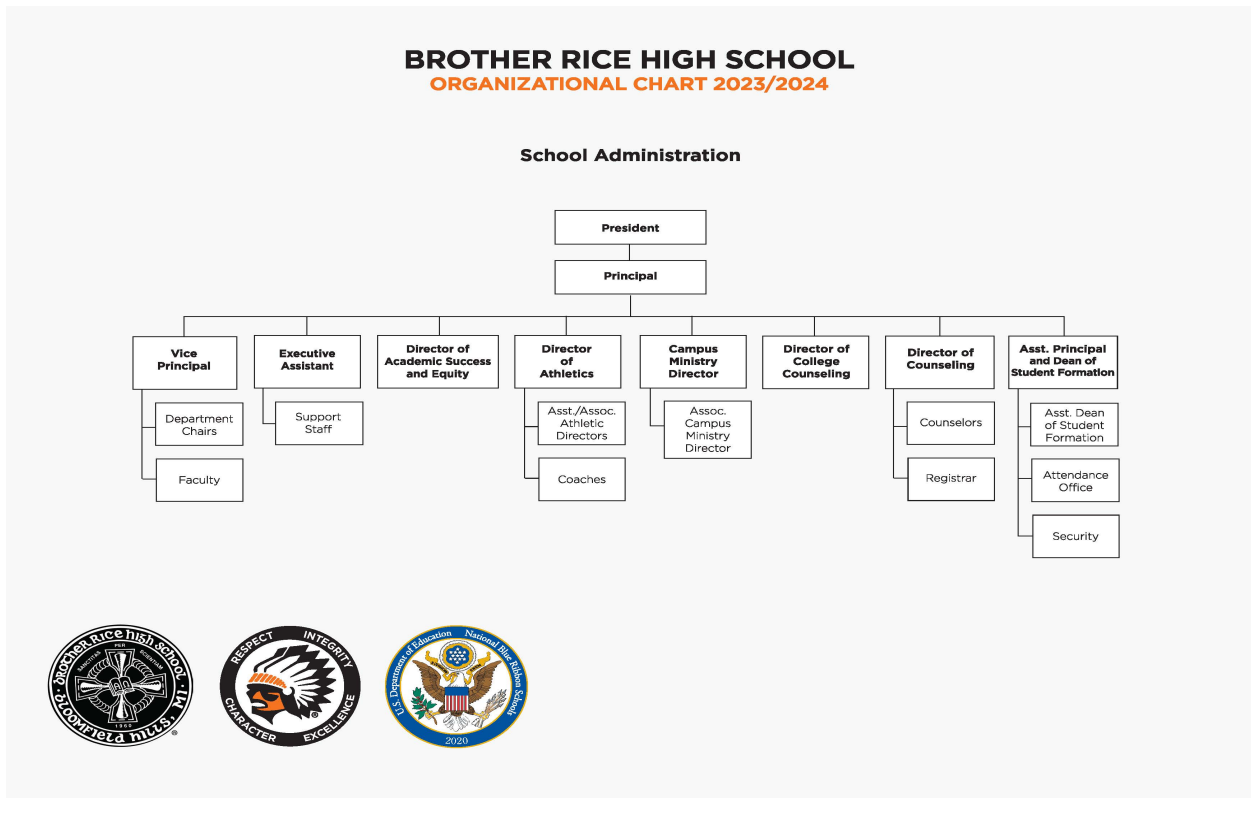 BROTHER RICE HIGH SCHOOL
ORGANIZATIONAL CHART 2023/2024
School Administration
President
Principal
Vice
Principal
Executive
Assistant
Director of
Academic Success
and Equity
Director
of
Athletics
Campus
Ministry
Director
Director of
College
Counseling
Director of
Counseling
Asst. Principal
and Dean of
Student Formation
Department
Chairs
Support
Staff
Asst./Assoc.
Athletic
Directors
Assoc.
Campus
Ministry
Director
Counselors
Asst. Dean
of Student
Formation
Faculty
Coaches
Registrar
Attendance
Office
Security
Brother Rice High School
Bloomfield Hills, MI
SANCTITAS
PER
SCIENTIAM
1960
®
RESPECT
INTEGRITY
CHARACTER
EXCELLENCE
®
U.S. Department of Education
National Blue Ribbon Schools
2020